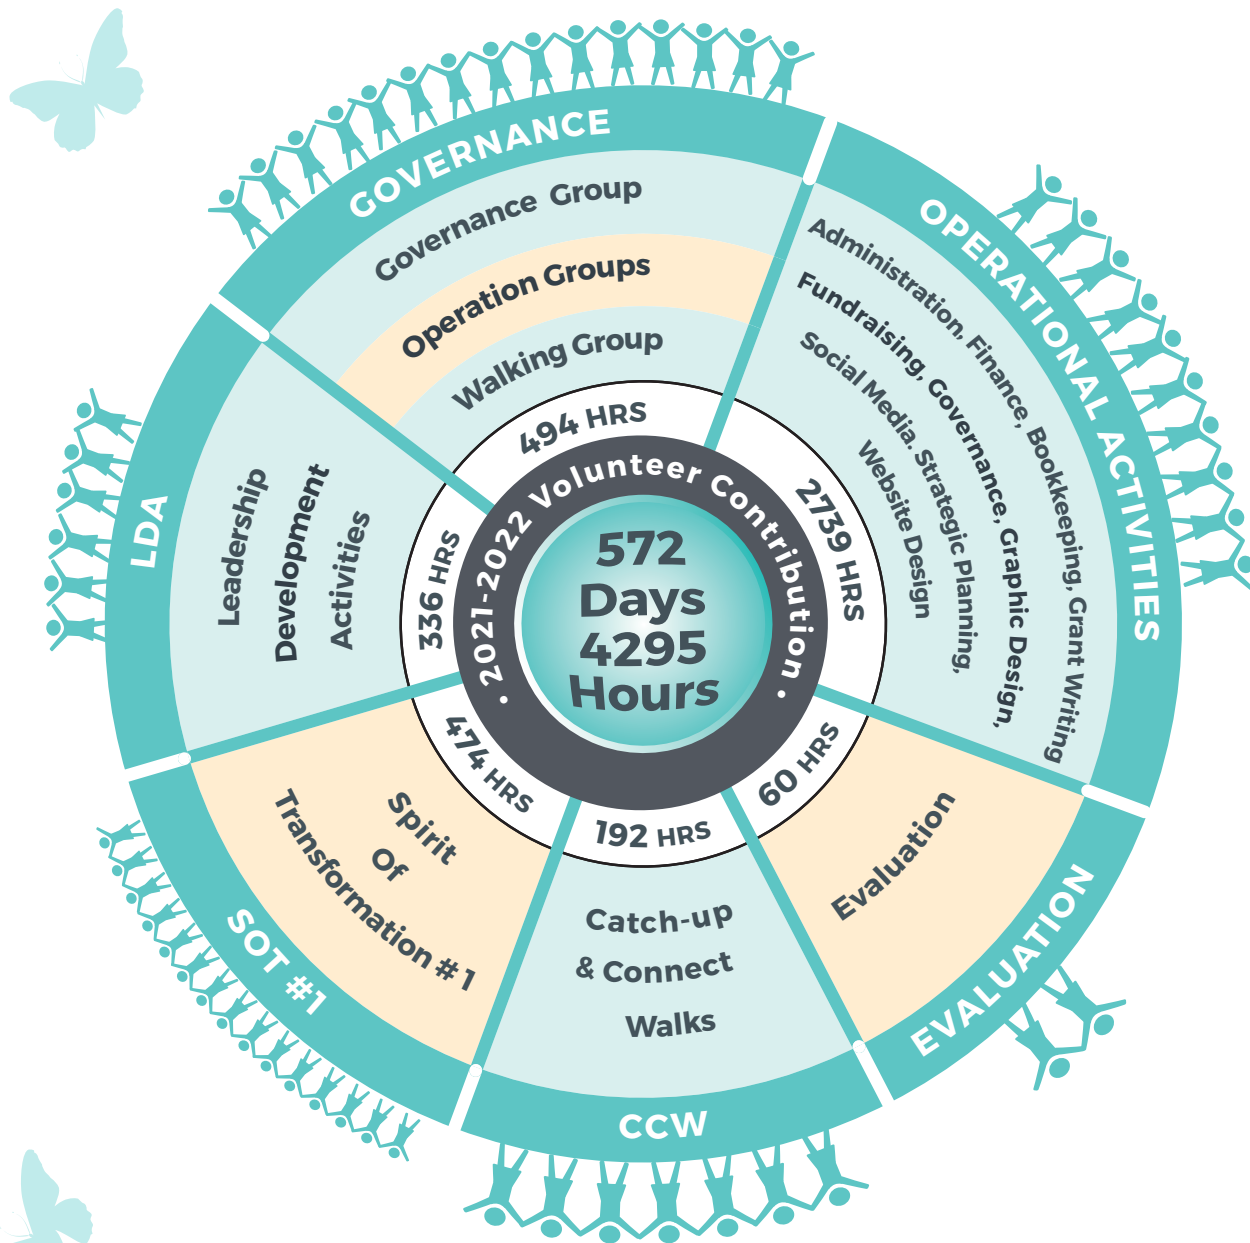 GOVERNANCE
Governance Group
Operation Groups
Walking Group
494 HRS
OPERATIONAL ACTIVITIES
Administration, Finance, Bookkeeping, Grant Writing
Fundraising, Governance, Graphic Design,
Social Media. Strategic Planning,
Website Design
2739 HRS
EVALUATION
Evaluation
60 HRS
CCW
Catch-up
& Connect
Walks
192 HRS
SOT #1
Spirit
Of
Transformation #1
474 HRS
LDA
Leadership
Development
Activities
336 HRS
• 2021-2022 Volunteer Contribution •
572
Days
4295
Hours